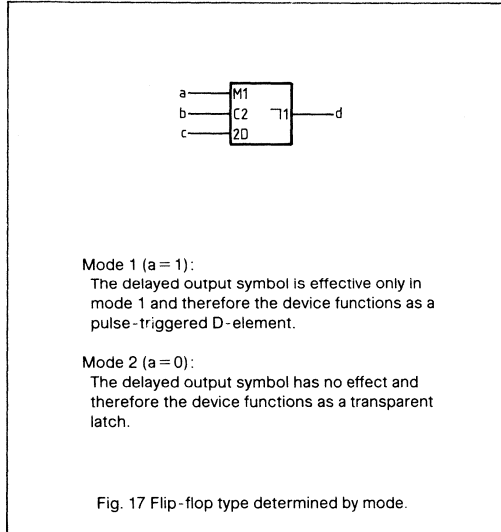 a M1
b C2 ¬1 d
c 2D
Mode 1 (a = 1):
The delayed output symbol is effective only in
mode 1 and therefore the device functions as a
pulse-triggered D-element.
Mode 2 (a = 0):
The delayed output symbol has no effect and
therefore the device functions as a transparent
latch.
Fig. 17 Flip-flop type determined by mode.